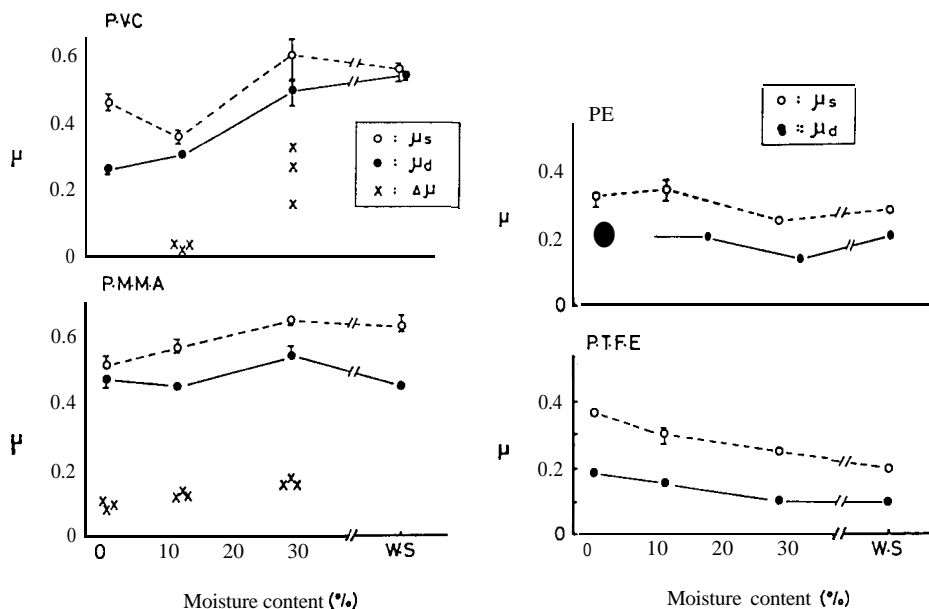 P·V·C
0.6
0.4
μ
0.2
0
o : μs
● : μd
x : Δμ
P·M·M·A
0.6
0.4
μ
0.2
0
0 10 20 30 W·S
Moisture content (%)
PE
o : μs
● : μd
0.4
μ
0.2
0
P.T.F.E
0.4
μ
0.2
0
0 10 20 30 W·S
Moisture content (%)